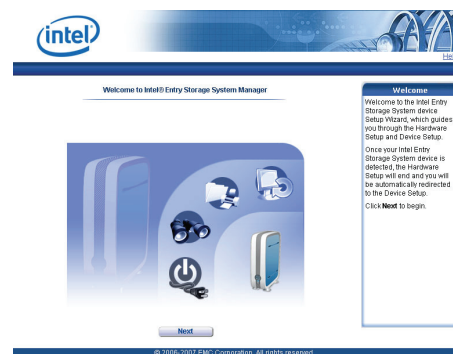 intel
Hel
Welcome to Intel® Entry Storage System Manager
Welcome
Welcome to the Intel Entry
Storage System device
Setup Wizard, which guides
you through the Hardware
Setup and Device Setup.
Once your Intel Entry
Storage System device is
detected, the Hardware
Setup will end and you will
be automatically redirected
to the Device Setup.
Click Next to begin.
Next
© 2006-2007 EMC Corporation. All rights reserved.